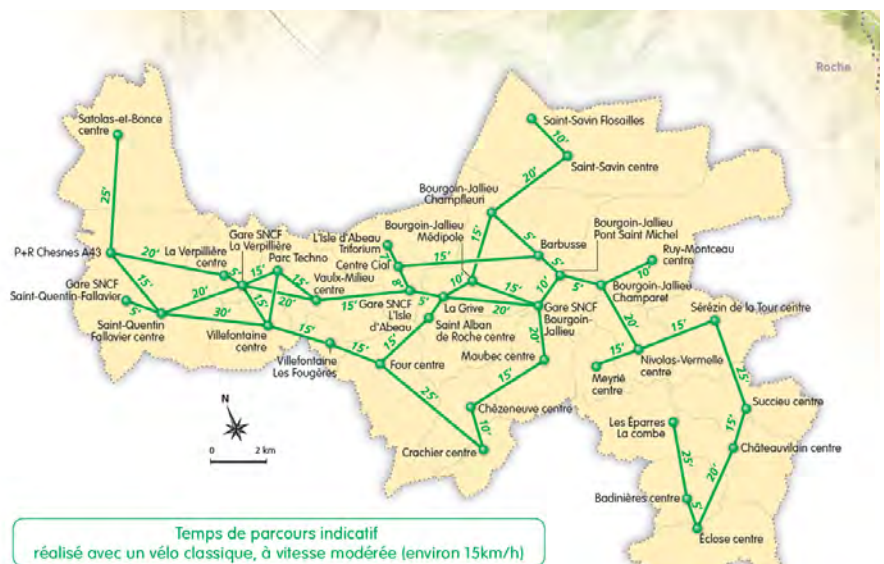 Roche
Satolas-et-Bonce
centre
Saint-Savin Flosailles
10'
Saint-Savin centre
20'
25'
Bourgoin-Jallieu
Champfleuri
Bourgoin-Jallieu
Médipole
Bourgoin-Jallieu
Pont Saint Michel
Gare SNCF
La Verpillière
L'Isle d'Abeau
Triforium
15'
5'
Barbusse
Ruy-Montceau
centre
P+R Chesnes A43
20'
La Verpillière
centre
Parc Techno
Centre Cial
7'
15'
5'
10'
Gare SNCF
Saint-Quentin-Fallavier
15'
5'
15'
15'
Vaulx-Milieu
centre
8'
10'
15'
10'
5'
Bourgoin-Jallieu
Champaret
5'
20'
15'
20'
15'
Gare SNCF
L'Isle
d'Abeau
5'
La Grive
20'
Gare SNCF
Bourgoin-
Jallieu
20'
Sérézin de la Tour centre
Saint-Quentin
Fallavier centre
30'
Villefontaine
centre
15'
Saint Alban
de Roche centre
15'
20'
15'
Villefontaine
Les Fougères
15'
Four centre
Maubec centre
Meyrié
centre
15'
Nivolas-Vermelle
centre
25'
25'
15'
Chèzeneuve centre
10'
Crachier centre
Succieu centre
15'
Les Éparres
La combe
Châteauvilain centre
25'
20'
Badinières centre
5'
Éclose centre
N
0 2 km
Temps de parcours indicatif
réalisé avec un vélo classique, à vitesse modérée (environ 15km/h)